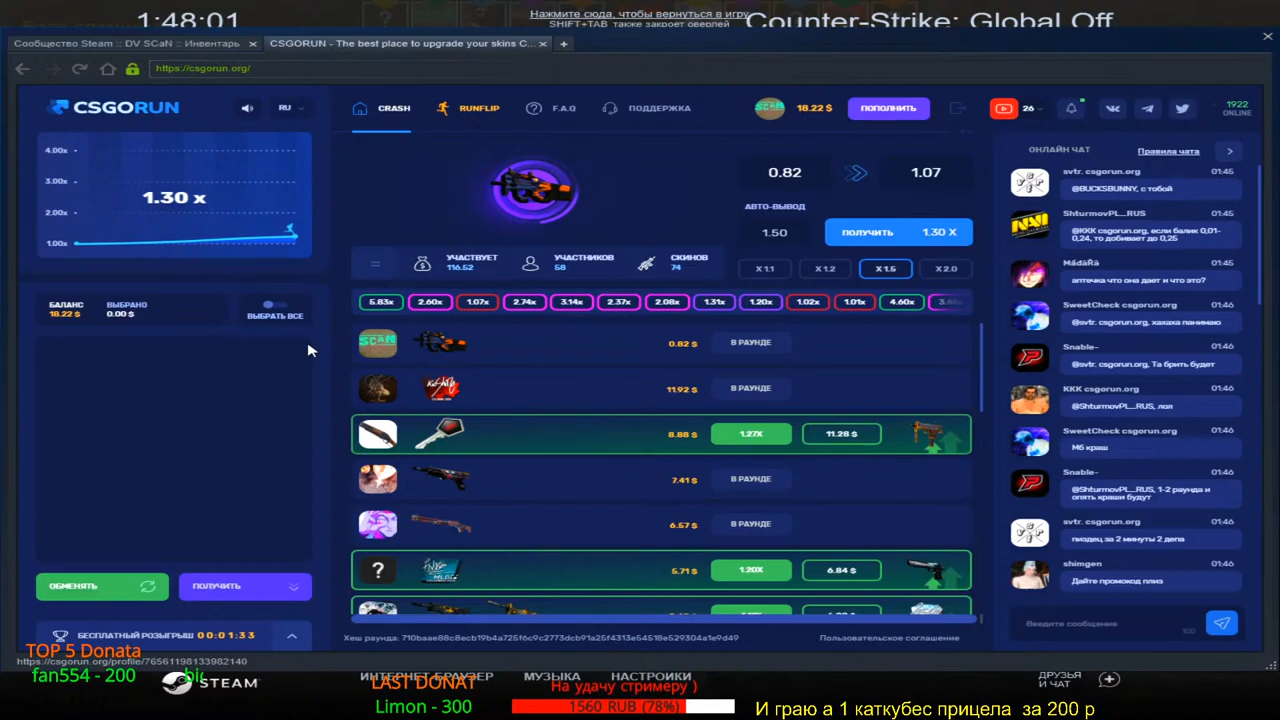 1:48:01
Нажмите сюда, чтобы вернуться в игру
SHIFT+TAB также закроет оверлей
Counter-Strike: Global Off
Сообщество Steam :: DV SCaN :: Инвентарь
CSGORUN - The best place to upgrade your skins C...
https://csgorun.org/
CSGORUN
RU
CRASH
RUNFLIP
F.A.Q
ПОДДЕРЖКА
18.22 $
ПОПОЛНИТЬ
26
1922
ONLINE
4.00x
3.00x
2.00x
1.00x
1.30 x
0.82
1.07
АВТО-ВЫВОД
1.50
ПОЛУЧИТЬ 1.30 X
УЧАСТВУЕТ
116.52
УЧАСТНИКОВ
58
СКИНОВ
74
X 1.1
X 1.2
X 1.5
X 2.0
5.83x 2.60x 1.07x 2.74x 3.14x 2.37x 2.08x 1.31x 1.20x 1.02x 1.01x 4.60x
БАЛАНС
18.22 $
ВЫБРАНО
0.00 $
ВЫБРАТЬ ВСЕ
SCAN
0.82 $ В РАУНДЕ
11.92 $ В РАУНДЕ
8.88 $ 1.27X 11.28 $
7.41 $ В РАУНДЕ
6.57 $ В РАУНДЕ
? 5.71 $ 1.20X 6.84 $
ОБМЕНЯТЬ
ПОЛУЧИТЬ
БЕСПЛАТНЫЙ РОЗЫГРЫШ 00:01:33
Хеш раунда: 710baae88c8ecb19b4a725f6c9c2773dcb91a25f4313e54518e529304a1e9d49
Пользовательское соглашение
ОНЛАЙН ЧАТ
Правила чата
svtr. csgorun.org 01:45
@BUCKSBUNNY, с тобой
ShturmovPL_RUS 01:45
@KKK csgorun.org, если балик 0,01-
0,24, то добивает до 0,25
MáđäŘä 01:45
аптечка что она дает и что это?
SweetCheck csgorun.org 01:46
@svtr. csgorun.org, хахаха панимаю
Snable- 01:46
@svtr. csgorun.org, Та брить будет
KKK csgorun.org 01:46
@ShturmovPL_RUS, лол
SweetCheck csgorun.org 01:46
Мб краш
Snable- 01:46
@ShturmovPL_RUS, 1-2 раунда и
опять краши будут
svtr. csgorun.org 01:46
пиздец за 2 минуты 2 депа
shimgen 01:46
Дайте промокод плиз
Введите сообщение
100
TOP 5 Donata
https://csgorun.org/profile/76561198133982140
fan554 - 200
STEAM
ИНТЕРНЕТ-БРАУЗЕР
МУЗЫКА
НАСТРОЙКИ
ДРУЗЬЯ
И ЧАТ
LAST DONAT
Limon - 300
На удачу стримеру )
1560 RUB (78%)
И граю а 1 каткубес прицела за 200 р